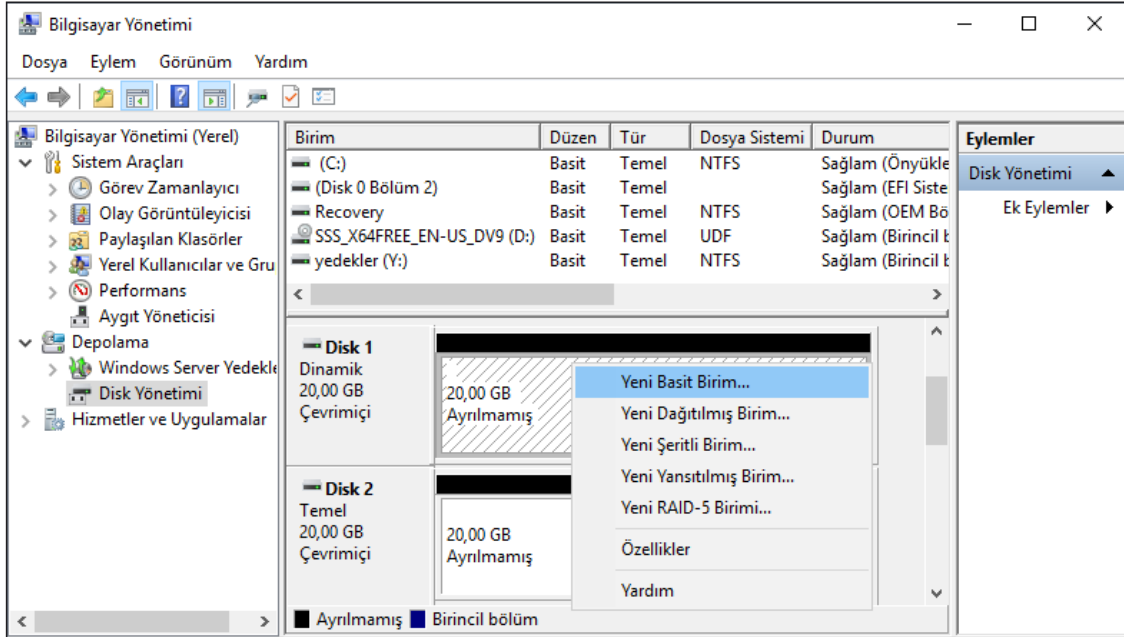 Bilgisayar Yönetimi
Dosya Eylem Görünüm Yardım
Bilgisayar Yönetimi (Yerel)
Sistem Araçları
Görev Zamanlayıcı
Olay Görüntüleyicisi
Paylaşılan Klasörler
Yerel Kullanıcılar ve Gru
Performans
Aygıt Yöneticisi
Depolama
Windows Server Yedekle
Disk Yönetimi
Hizmetler ve Uygulamalar
Birim Düzen Tür Dosya Sistemi Durum
(C:) Basit Temel NTFS Sağlam (Önyükle
(Disk 0 Bölüm 2) Basit Temel Sağlam (EFI Siste
Recovery Basit Temel NTFS Sağlam (OEM Bö
SSS_X64FREE_EN-US_DV9 (D:) Basit Temel UDF Sağlam (Birincil b
yedekler (Y:) Basit Temel NTFS Sağlam (Birincil b
Disk 1
Dinamik
20,00 GB
Çevrimiçi
20,00 GB
Ayrılmamış
Disk 2
Temel
20,00 GB
Çevrimiçi
20,00 GB
Ayrılmamış
Yeni Basit Birim...
Yeni Dağıtılmış Birim...
Yeni Şeritli Birim...
Yeni Yansıtılmış Birim...
Yeni RAID-5 Birimi...
Özellikler
Yardım
Ayrılmamış Birincil bölüm
Eylemler
Disk Yönetimi
Ek Eylemler